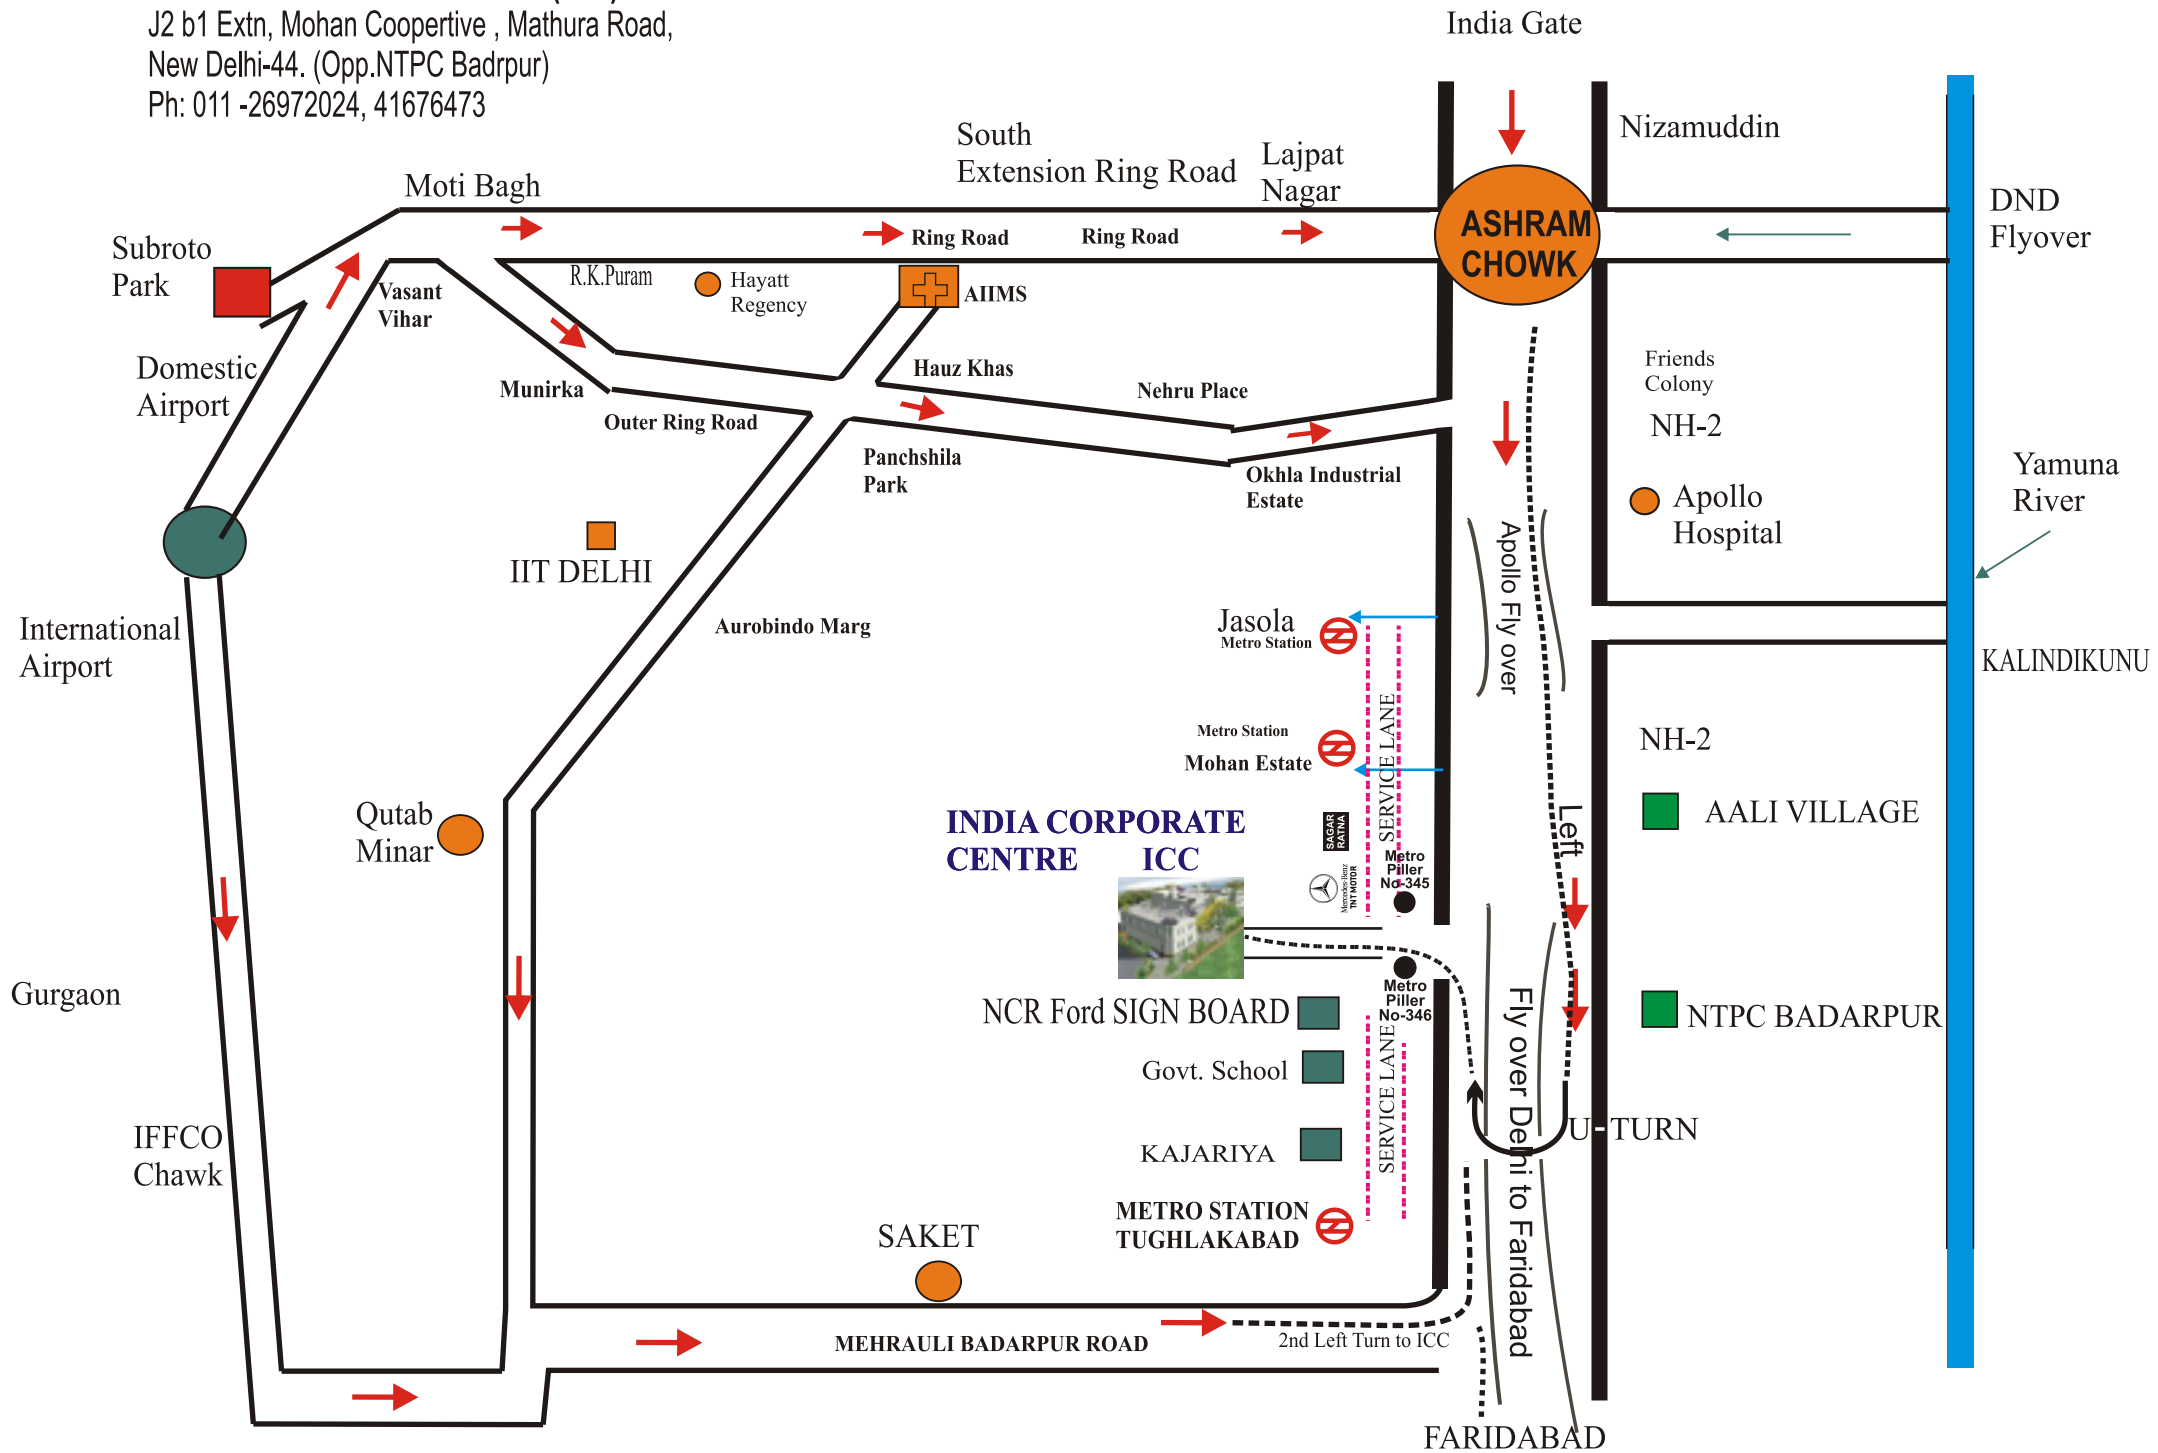 J2 b1 Extn, Mohan Coopertive , Mathura Road,
New Delhi-44. (Opp.NTPC Badrpur)
Ph: 011 -26972024, 41676473
India Gate
Nizamuddin
South
Extension Ring Road
Lajpat
Nagar
Moti Bagh
DND
Flyover
ASHRAM
CHOWK
Subroto
Park
Ring Road
Ring Road
R.K.Puram
Hayatt
Regency
AIIMS
Vasant
Vihar
Domestic
Airport
Munirka
Outer Ring Road
Hauz Khas
Nehru Place
Panchshila
Park
Okhla Industrial
Estate
Friends
Colony
NH-2
Apollo
Hospital
Yamuna
River
Apollo Fly over
IIT DELHI
Aurobindo Marg
International
Airport
Jasola
Metro Station
KALINDIKUNU
SERVICE LANE
Metro Station
Mohan Estate
NH-2
AALI VILLAGE
Left
Qutab
Minar
INDIA CORPORATE
CENTRE ICC
SAGAR
RATNA
Mercedes-Benz
TNT MOTOR
Metro
Piller
No-345
Gurgaon
Metro
Piller
No-346
NCR Ford SIGN BOARD
NTPC BADARPUR
Govt. School
SERVICE LANE
Fly over Delhi to Faridabad
U-TURN
KAJARIYA
IFFCO
Chawk
METRO STATION
TUGHLAKABAD
SAKET
MEHRAULI BADARPUR ROAD
2nd Left Turn to ICC
FARIDABAD